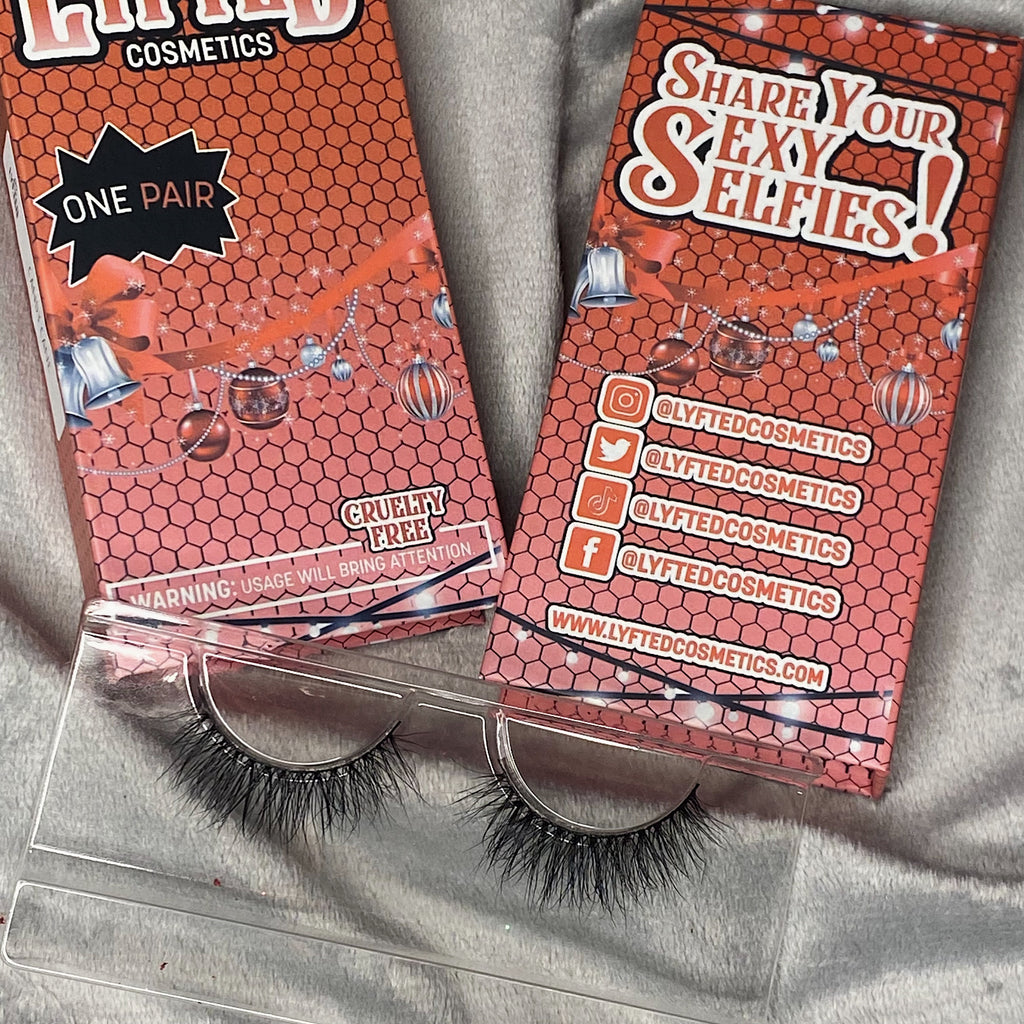 LYFTED
COSMETICS
ONE PAIR
CRUELTY
FREE
WARNING: USAGE WILL BRING ATTENTION.
SHARE YOUR
SEXY
SELFIES!
@LYFTEDCOSMETICS
@LYFTEDCOSMETICS
@LYFTEDCOSMETICS
@LYFTEDCOSMETICS
WWW.LYFTEDCOSMETICS.COM